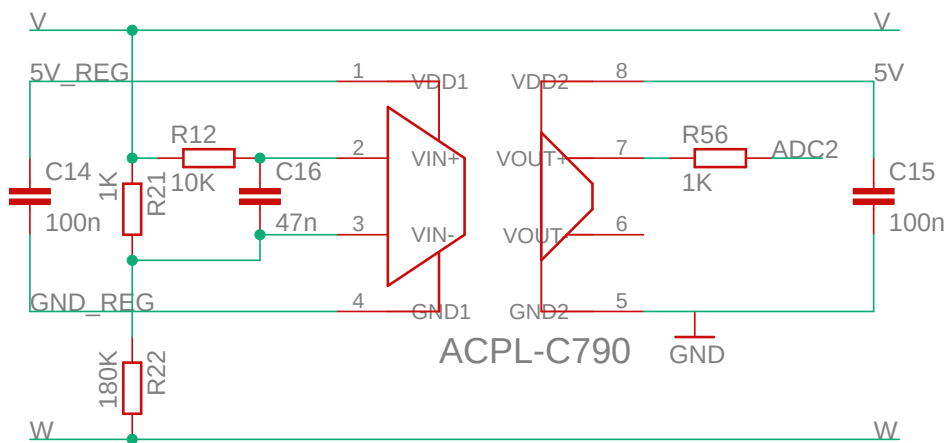 V
V
5V_REG
1
VDD1
VDD2
8
5V
R12
10K
2
VIN+
VOUT+
7
R56
1K
ADC2
C14
100n
1K
R21
C16
47n
3
VIN-
VOUT-
6
C15
100n
GND_REG
4
GND1
GND2
5
GND
ACPL-C790
180K
R22
W
W